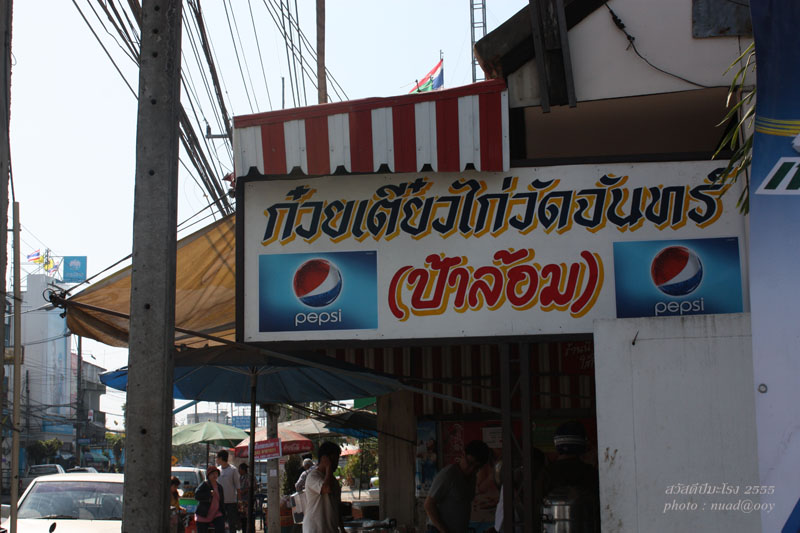 ก๋วยเตี๋ยวไก่วัดจันทร์
(ป้าล้อม)
pepsi
pepsi
สวัสดีปีมะโรง 2555
photo : nuad@ooy